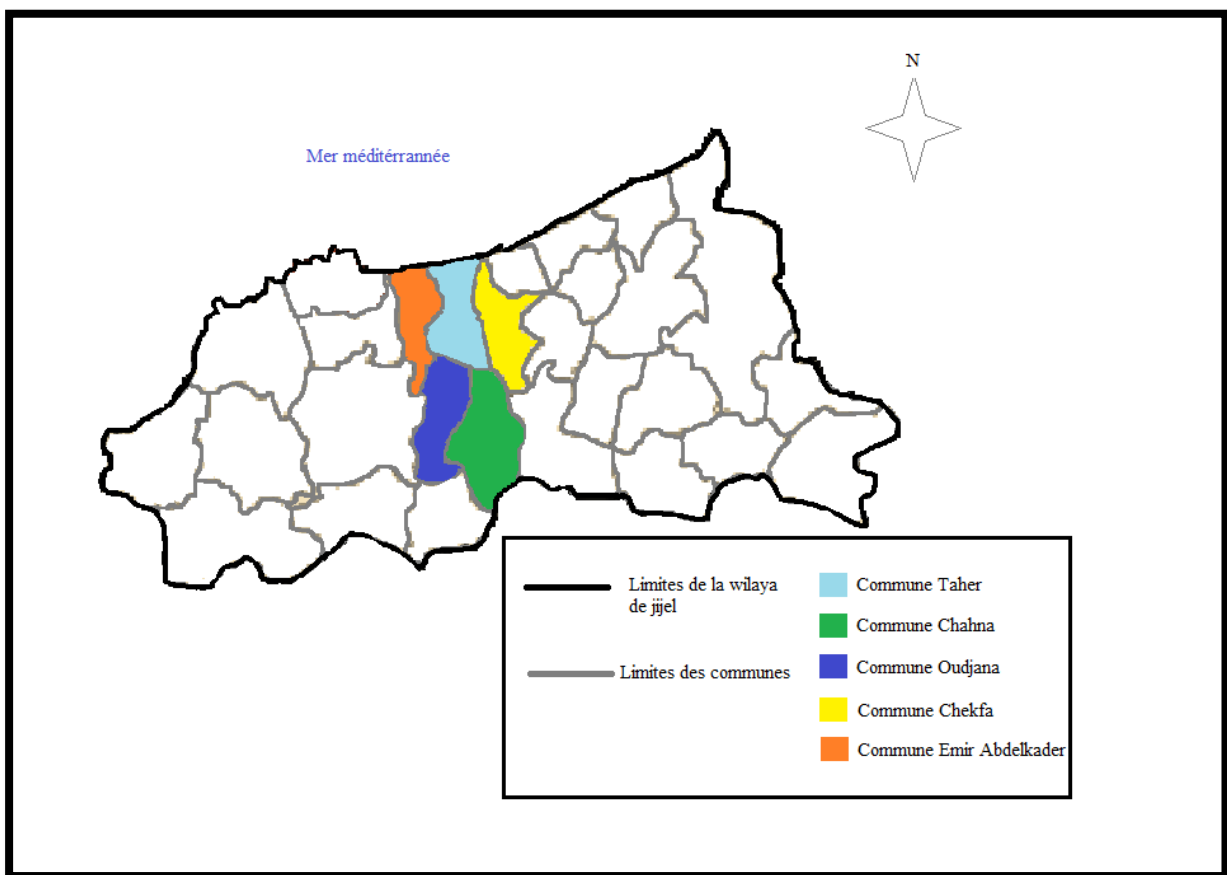 N
Mer méditérrannée
Limites de la wilaya
de jijel
Limites des communes
Commune Taher
Commune Chahna
Commune Oudjana
Commune Chekfa
Commune Emir Abdelkader